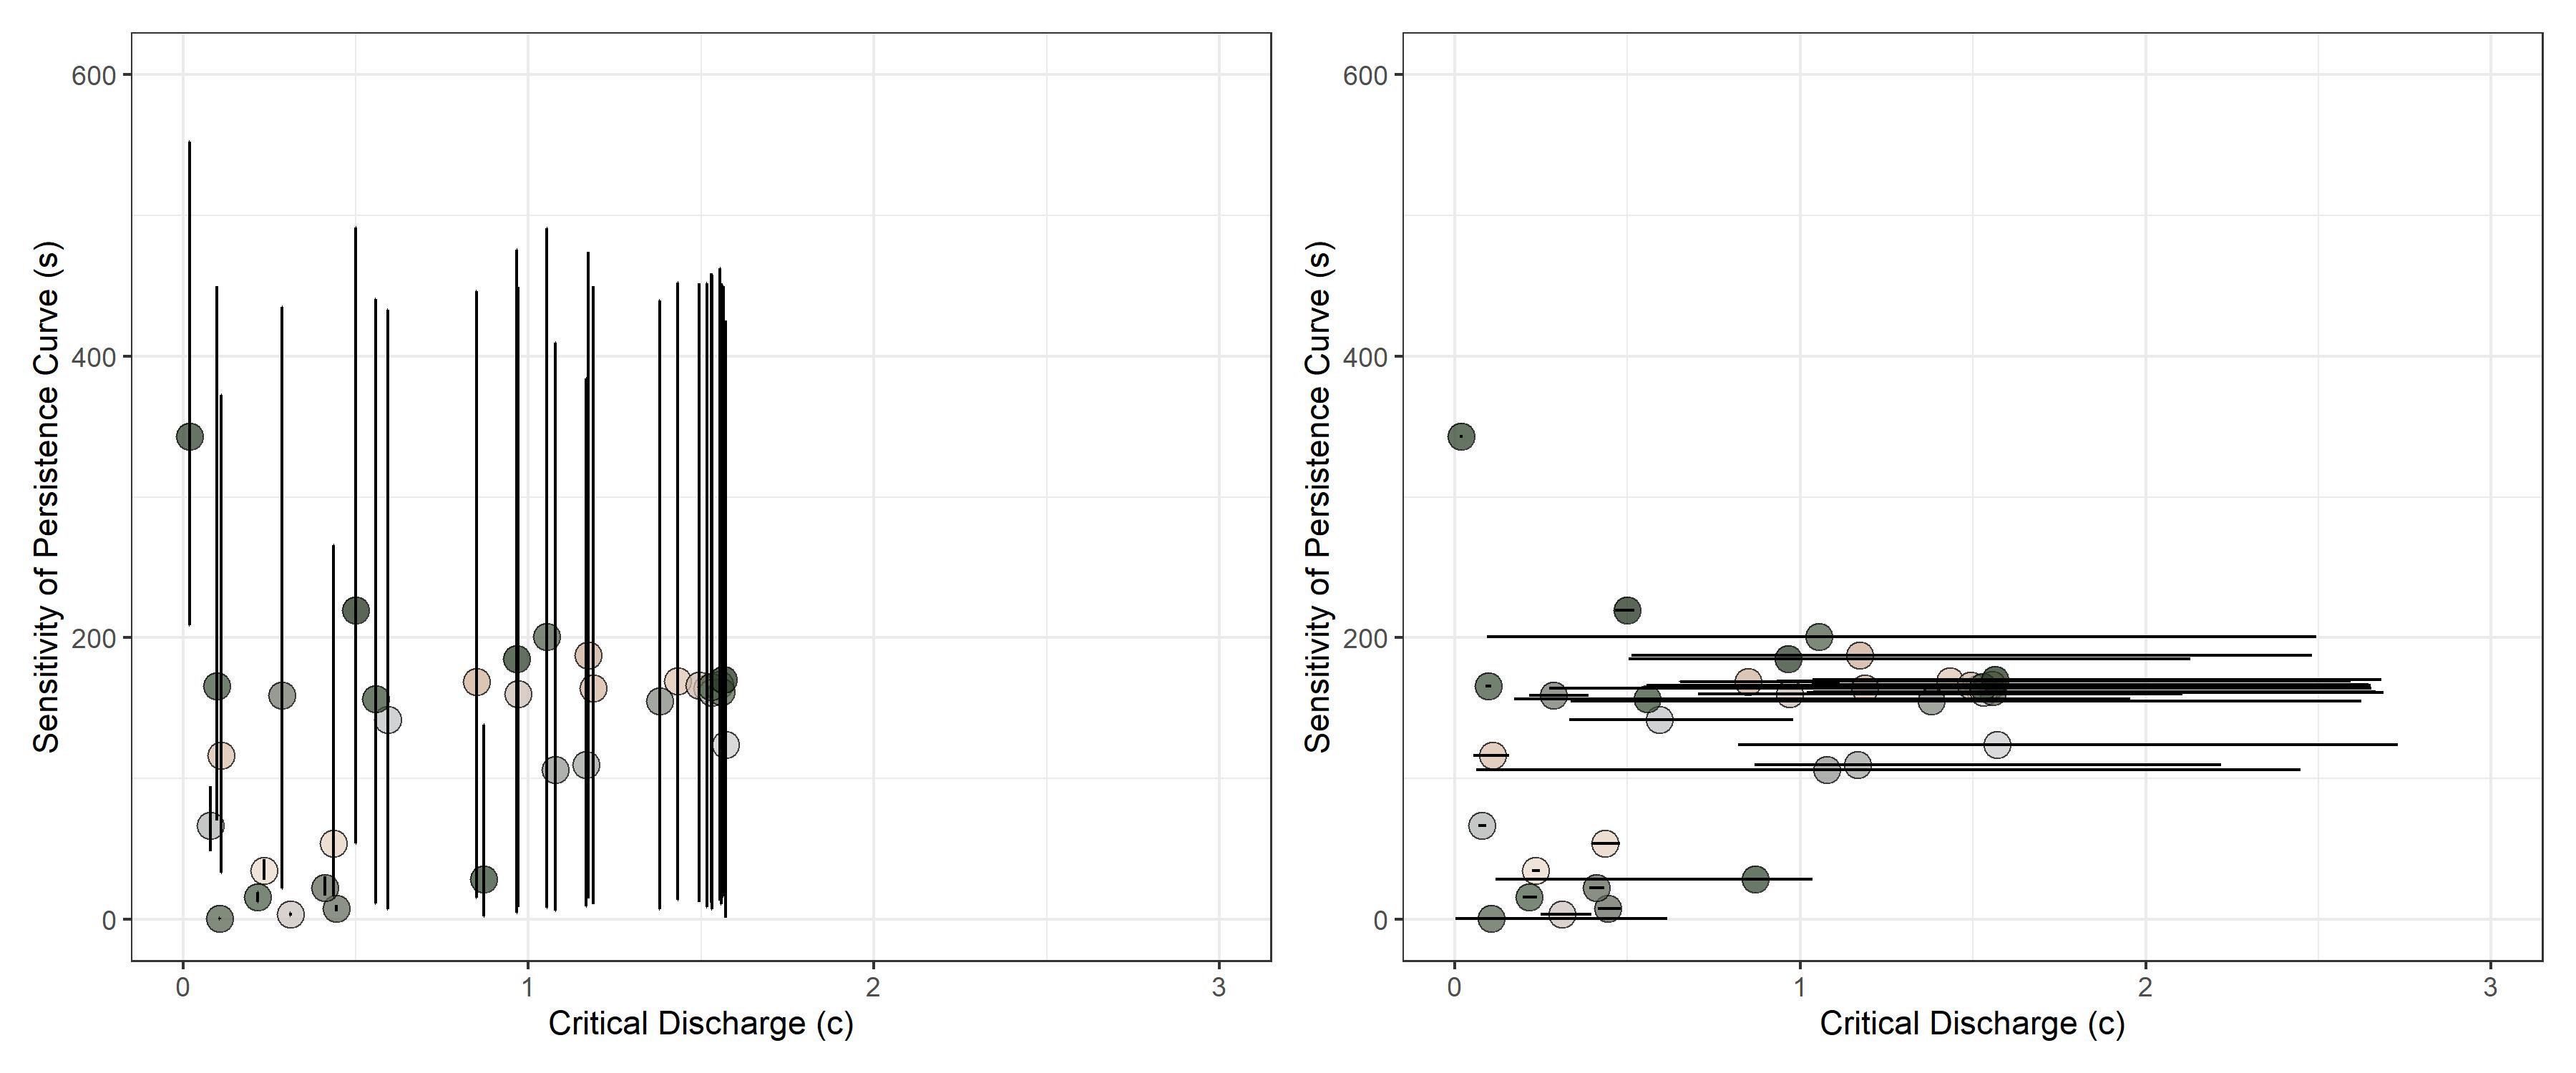 Sensitivity of Persistence Curve (s)
600
400
200
0
0 1 2 3
Critical Discharge (c)
Sensitivity of Persistence Curve (s)
600
400
200
0
0 1 2 3
Critical Discharge (c)